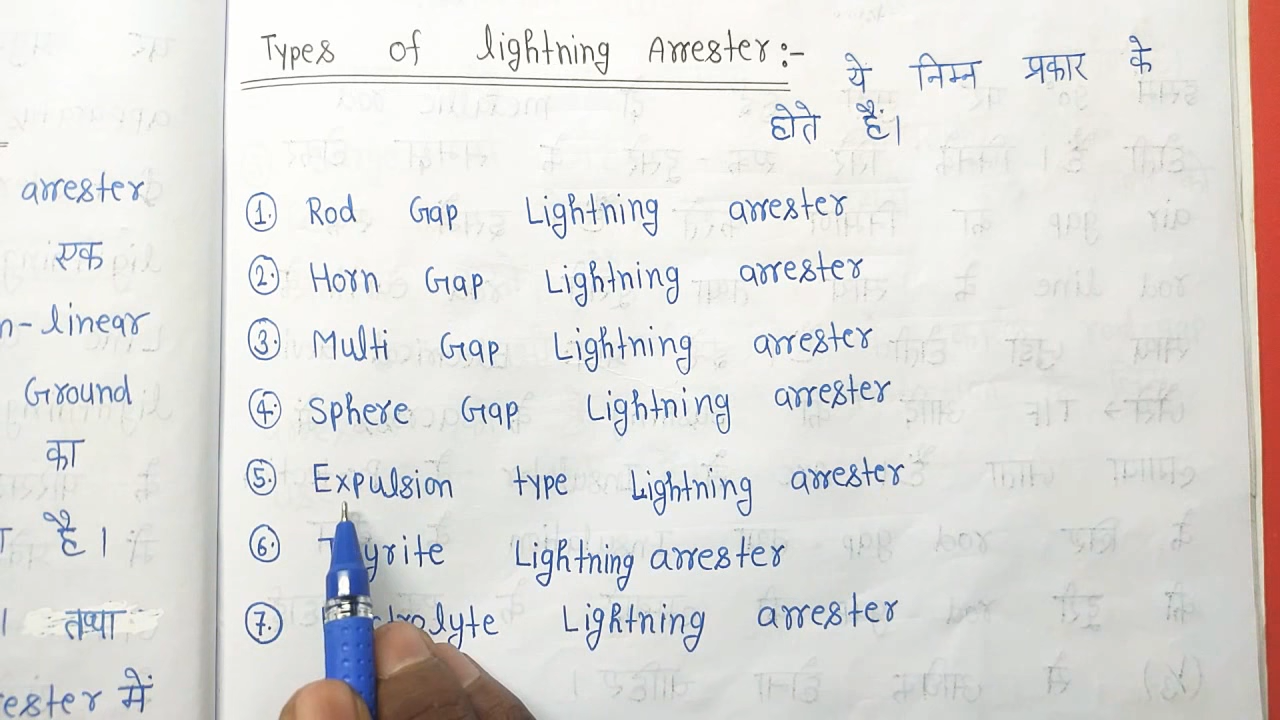 arrester
एक
n-linear
Ground
का
है।
तथा
ester में
Types of lightning Arrester:- ये निम्न प्रकार के
होते हैं।
1. Rod Gap Lightning arrester
2. Horn Gap Lightning arrester
3. Multi Gap Lightning arrester
4. Sphere Gap Lightning arrester
5. Expulsion type Lightning arrester
6. Lightning arrester
7. Lightning arrester